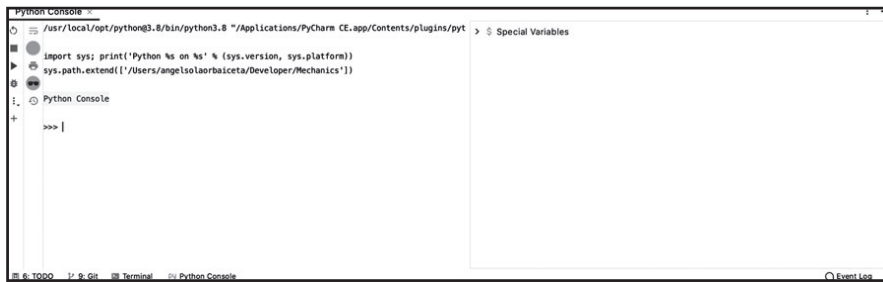 Python Console ×
/usr/local/opt/python@3.8/bin/python3.8 "/Applications/PyCharm CE.app/Contents/plugins/pyt
import sys; print('Python %s on %s' % (sys.version, sys.platform))
sys.path.extend(['/Users/angelsolaorbaiceta/Developer/Mechanics'])
Python Console
>>>
Special Variables
6: TODO 9: Git Terminal Python Console Event Log